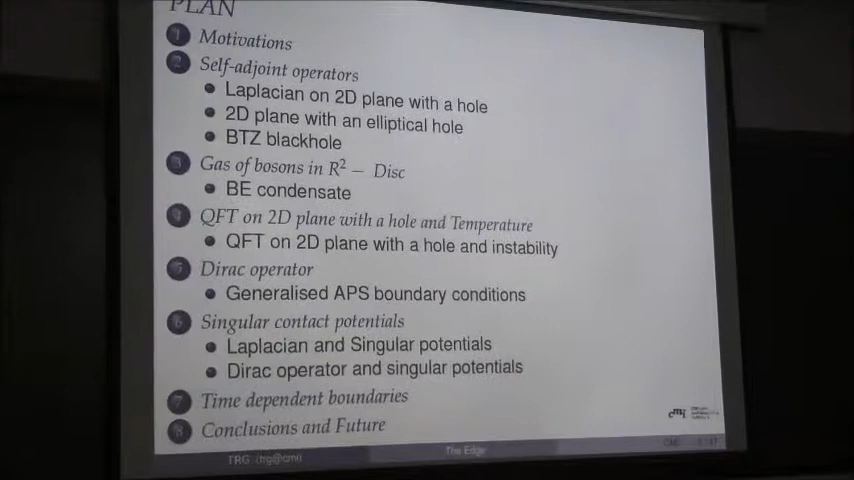 PLAN
1 Motivations
2 Self-adjoint operators
Laplacian on 2D plane with a hole
2D plane with an elliptical hole
BTZ blackhole
3 Gas of bosons in R² − Disc
BE condensate
4 QFT on 2D plane with a hole and Temperature
QFT on 2D plane with a hole and instability
5 Dirac operator
Generalised APS boundary conditions
6 Singular contact potentials
Laplacian and Singular potentials
Dirac operator and singular potentials
7 Time dependent boundaries
8 Conclusions and Future
cmi
TRG (trg@cmi) The Edge CMI